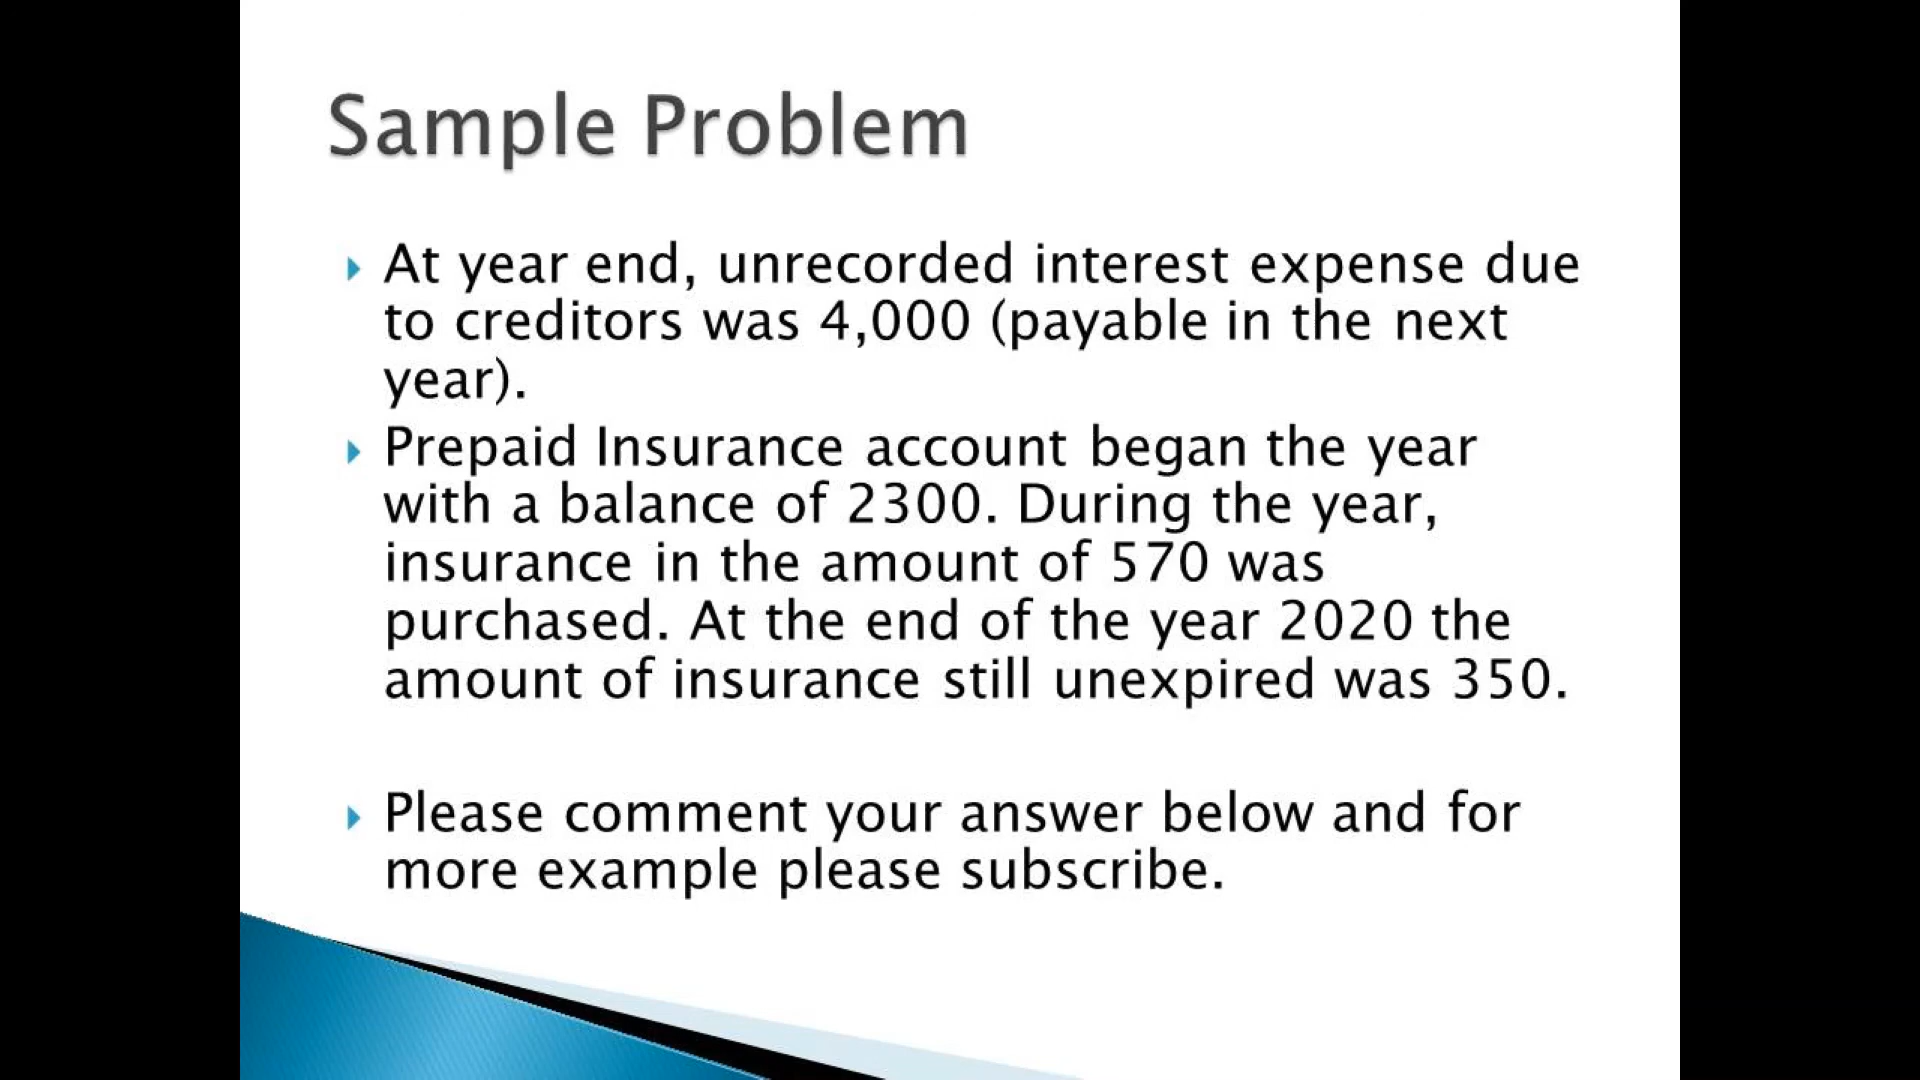 Sample Problem
At year end, unrecorded interest expense due
to creditors was 4,000 (payable in the next
year).
Prepaid Insurance account began the year
with a balance of 2300. During the year,
insurance in the amount of 570 was
purchased. At the end of the year 2020 the
amount of insurance still unexpired was 350.
Please comment your answer below and for
more example please subscribe.